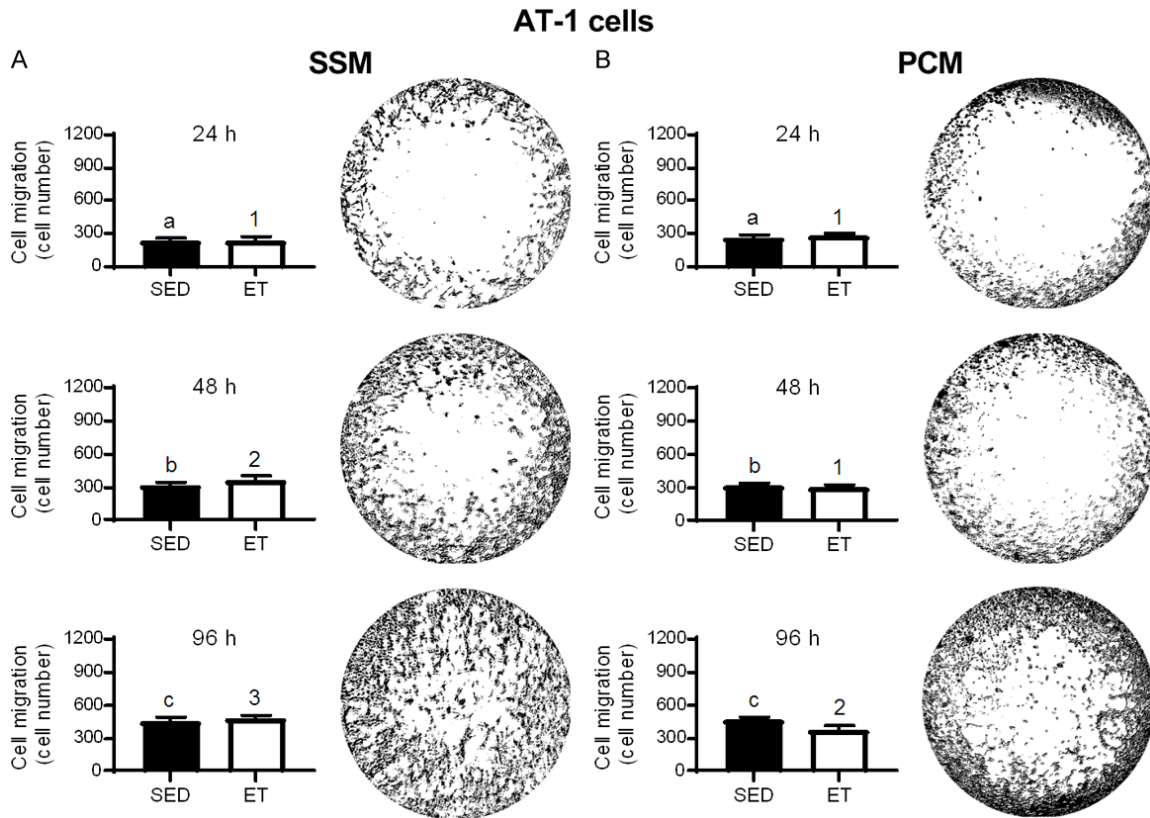 AT-1 cells
A
SSM
B
PCM
24 h
Cell migration
(cell number)
1200
900
600
300
0
a
1
SED
ET
24 h
Cell migration
(cell number)
1200
900
600
300
0
a
1
SED
ET
48 h
Cell migration
(cell number)
1200
900
600
300
0
b
2
SED
ET
48 h
Cell migration
(cell number)
1200
900
600
300
0
b
1
SED
ET
96 h
Cell migration
(cell number)
1200
900
600
300
0
c
3
SED
ET
96 h
Cell migration
(cell number)
1200
900
600
300
0
c
2
SED
ET